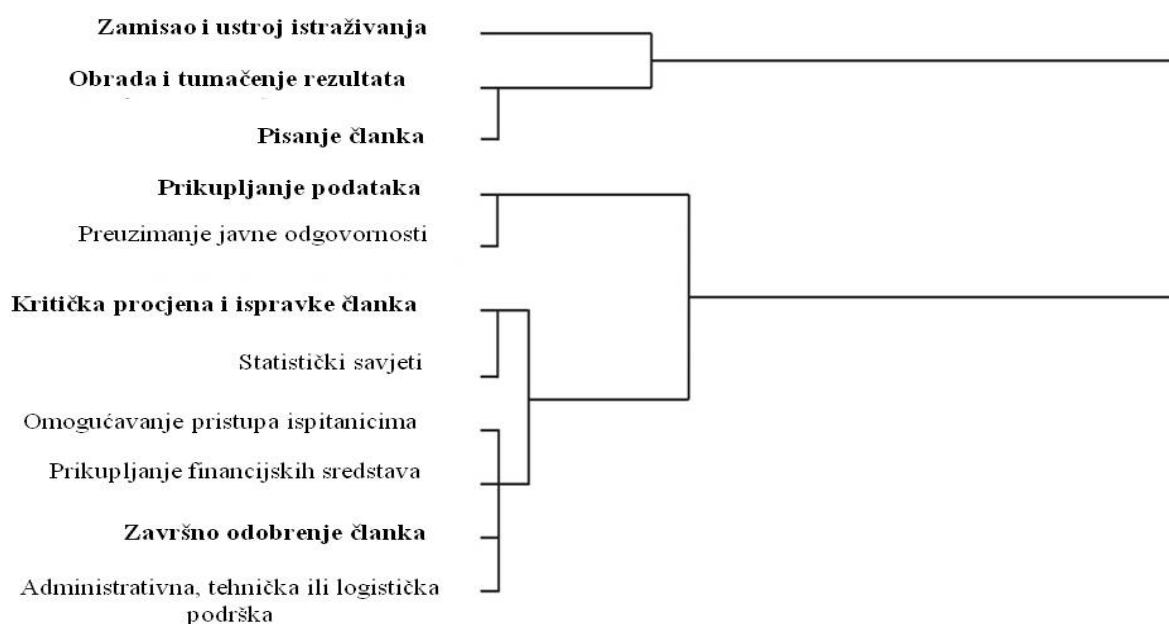 Zamisao i ustroj istraživanja
Obrada i tumačenje rezultata
Pisanje članka
Prikupljanje podataka
Preuzimanje javne odgovornosti
Kritička procjena i ispravke članka
Statistički savjeti
Omogućavanje pristupa ispitanicima
Prikupljanje financijskih sredstava
Završno odobrenje članka
Administrativna, tehnička ili logistička
podrška